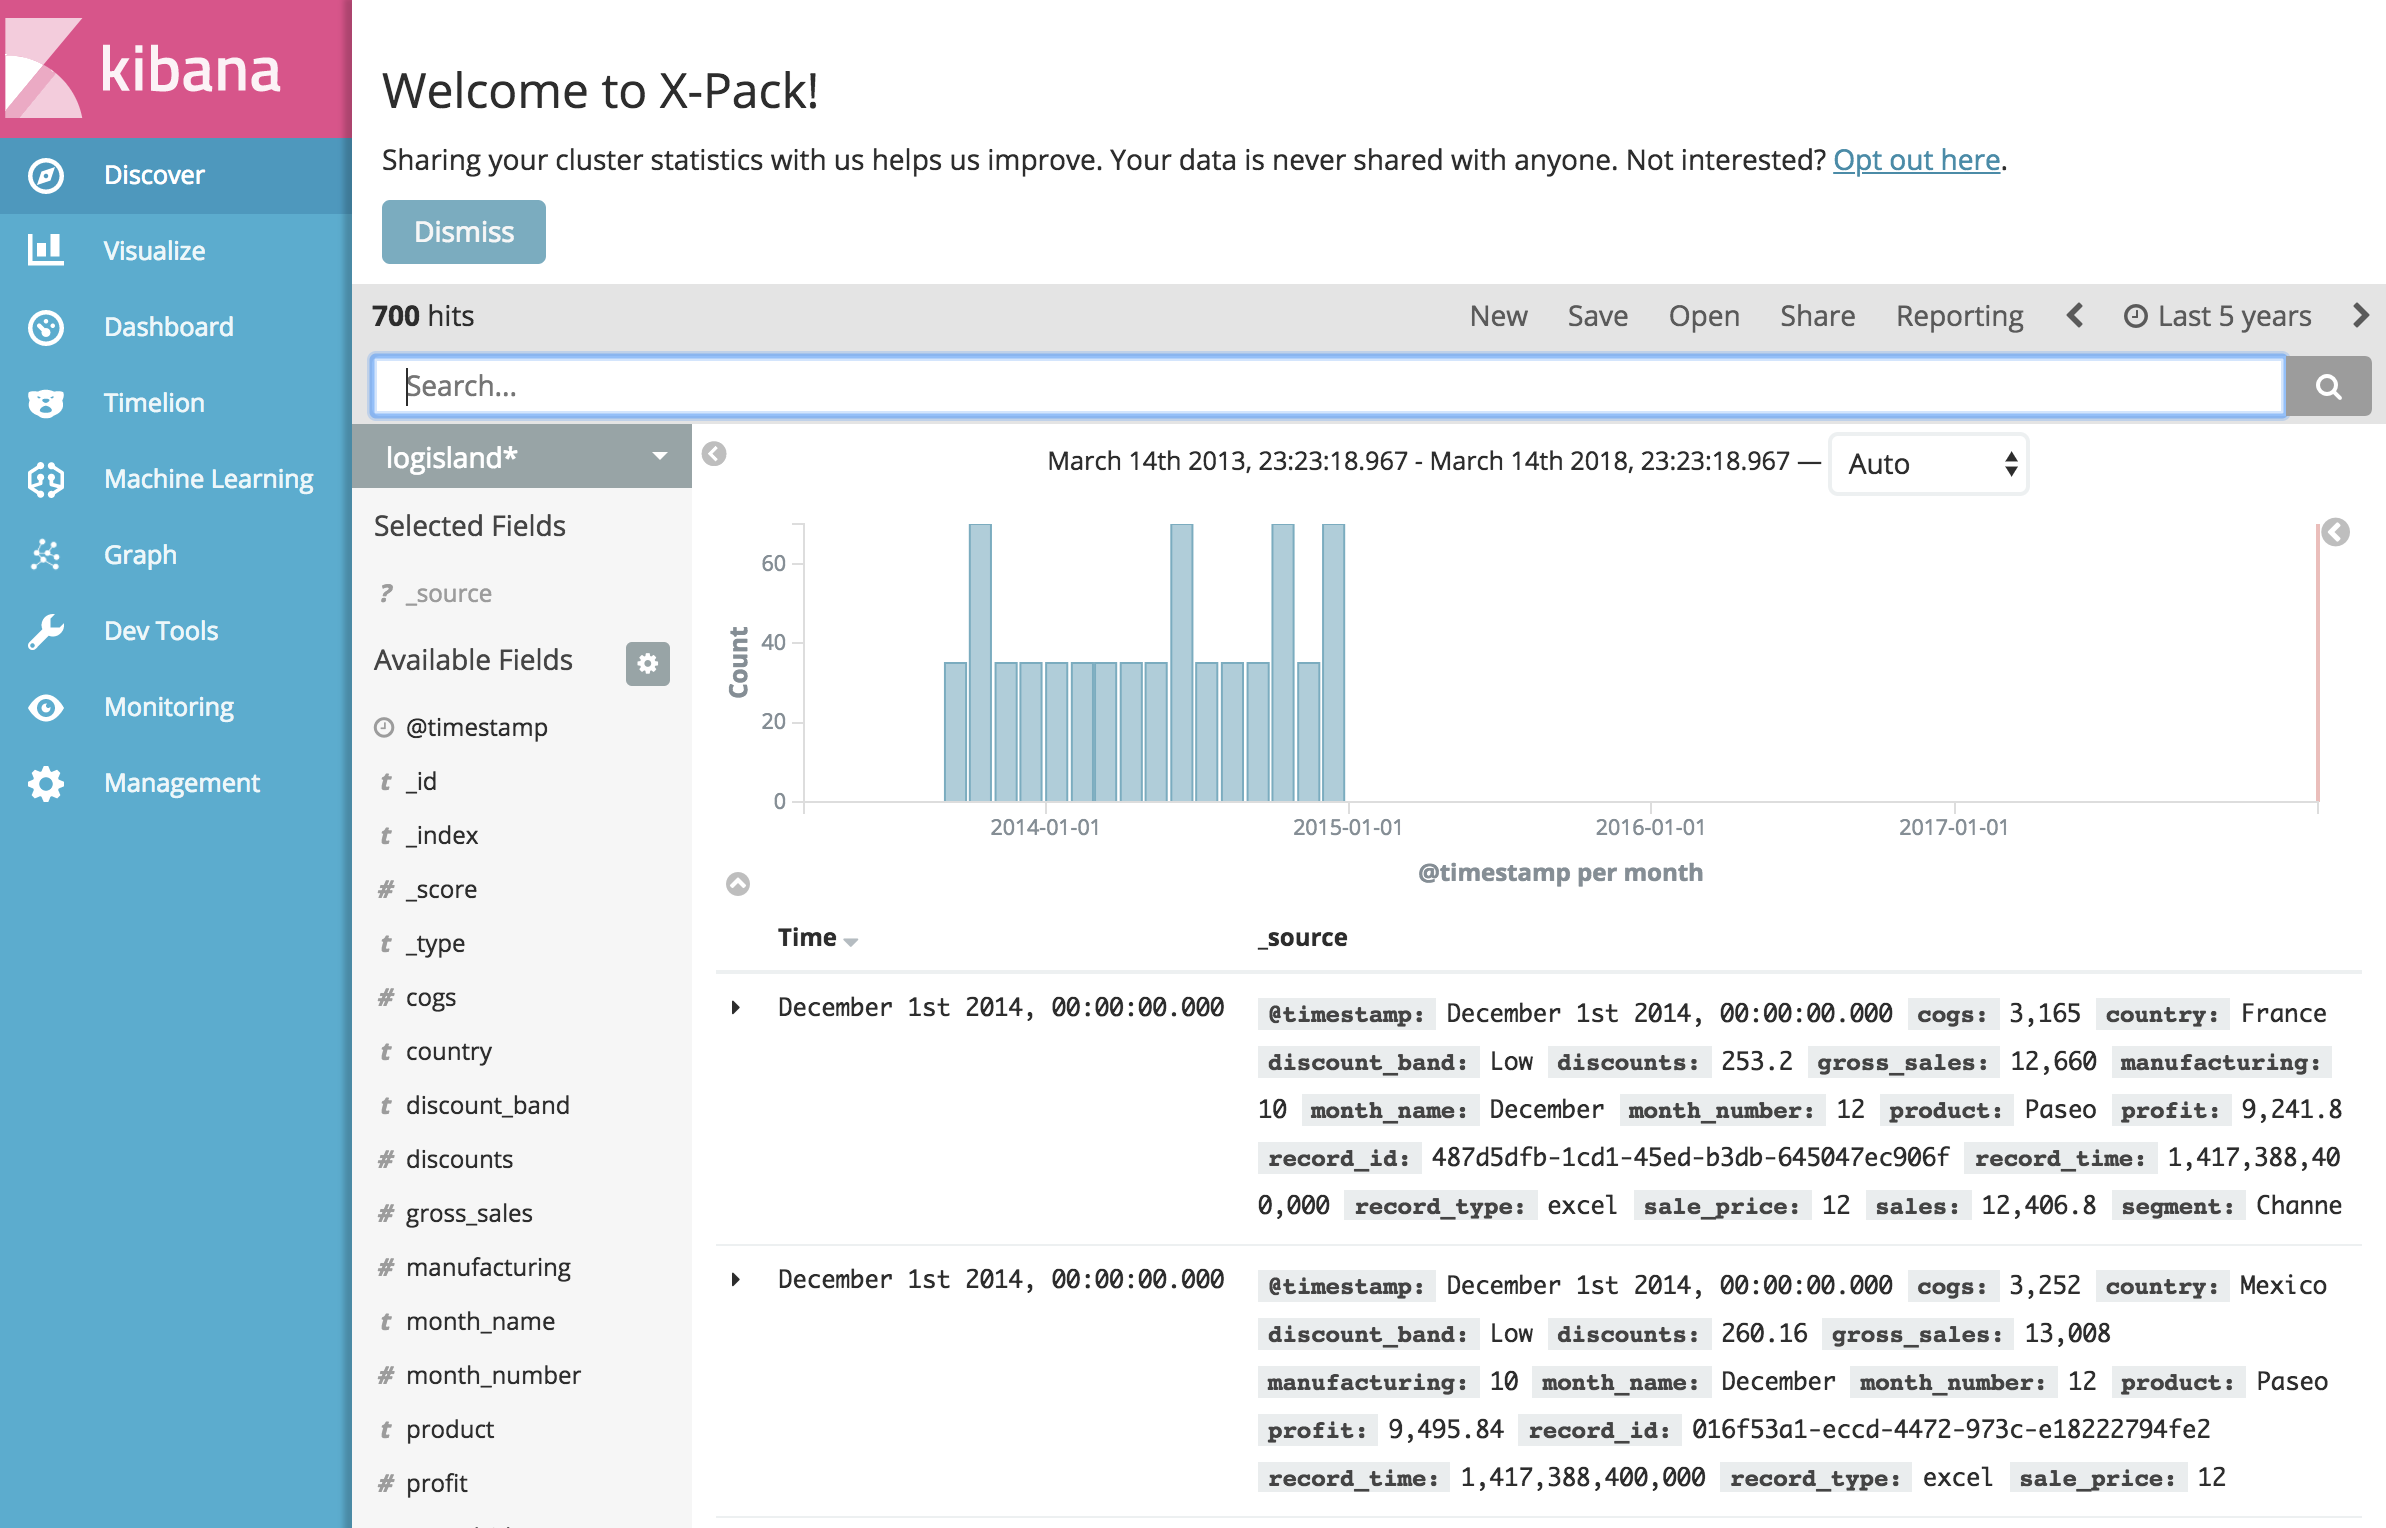 kibana
Discover
Visualize
Dashboard
Timelion
Machine Learning
Graph
Dev Tools
Monitoring
Management
Welcome to X-Pack!
Sharing your cluster statistics with us helps us improve. Your data is never shared with anyone. Not interested? Opt out here.
Dismiss
700 hits
New Save Open Share Reporting Last 5 years
Search...
logisland*
Selected Fields
? _source
Available Fields
@timestamp
t _id
t _index
# _score
t _type
# cogs
t country
t discount_band
# discounts
# gross_sales
# manufacturing
t month_name
# month_number
t product
# profit
March 14th 2013, 23:23:18.967 - March 14th 2018, 23:23:18.967 — Auto
Count
60
40
20
0
2014-01-01 2015-01-01 2016-01-01 2017-01-01
@timestamp per month
Time _source
December 1st 2014, 00:00:00.000 @timestamp: December 1st 2014, 00:00:00.000 cogs: 3,165 country: France
discount_band: Low discounts: 253.2 gross_sales: 12,660 manufacturing:
10 month_name: December month_number: 12 product: Paseo profit: 9,241.8
record_id: 487d5dfb-1cd1-45ed-b3db-645047ec906f record_time: 1,417,388,40
0,000 record_type: excel sale_price: 12 sales: 12,406.8 segment: Channe
December 1st 2014, 00:00:00.000 @timestamp: December 1st 2014, 00:00:00.000 cogs: 3,252 country: Mexico
discount_band: Low discounts: 260.16 gross_sales: 13,008
manufacturing: 10 month_name: December month_number: 12 product: Paseo
profit: 9,495.84 record_id: 016f53a1-eccd-4472-973c-e18222794fe2
record_time: 1,417,388,400,000 record_type: excel sale_price: 12